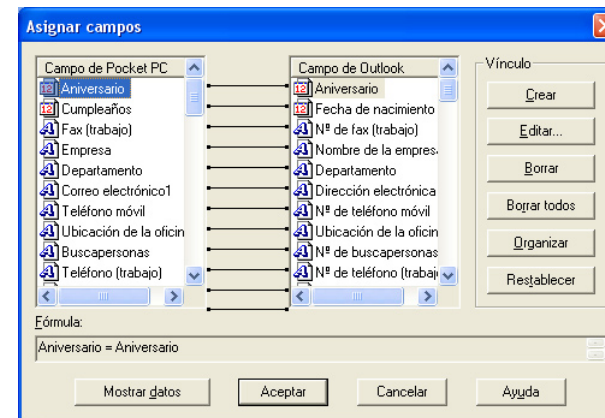 Asignar campos
Campo de Pocket PC
Aniversario
Cumpleaños
Fax (trabajo)
Empresa
Departamento
Correo electrónico1
Teléfono móvil
Ubicación de la oficin
Buscapersonas
Teléfono (trabajo)
Campo de Outlook
Aniversario
Fecha de nacimiento
Nº de fax (trabajo)
Nombre de la empres
Departamento
Dirección electrónica
Nº de teléfono móvil
Ubicación de la oficin
Nº de buscapersonas
Nº de teléfono (trabaj
Vínculo
Crear
Editar...
Borrar
Borrar todos
Organizar
Restablecer
Fórmula:
Aniversario = Aniversario
Mostrar datos
Aceptar
Cancelar
Ayuda